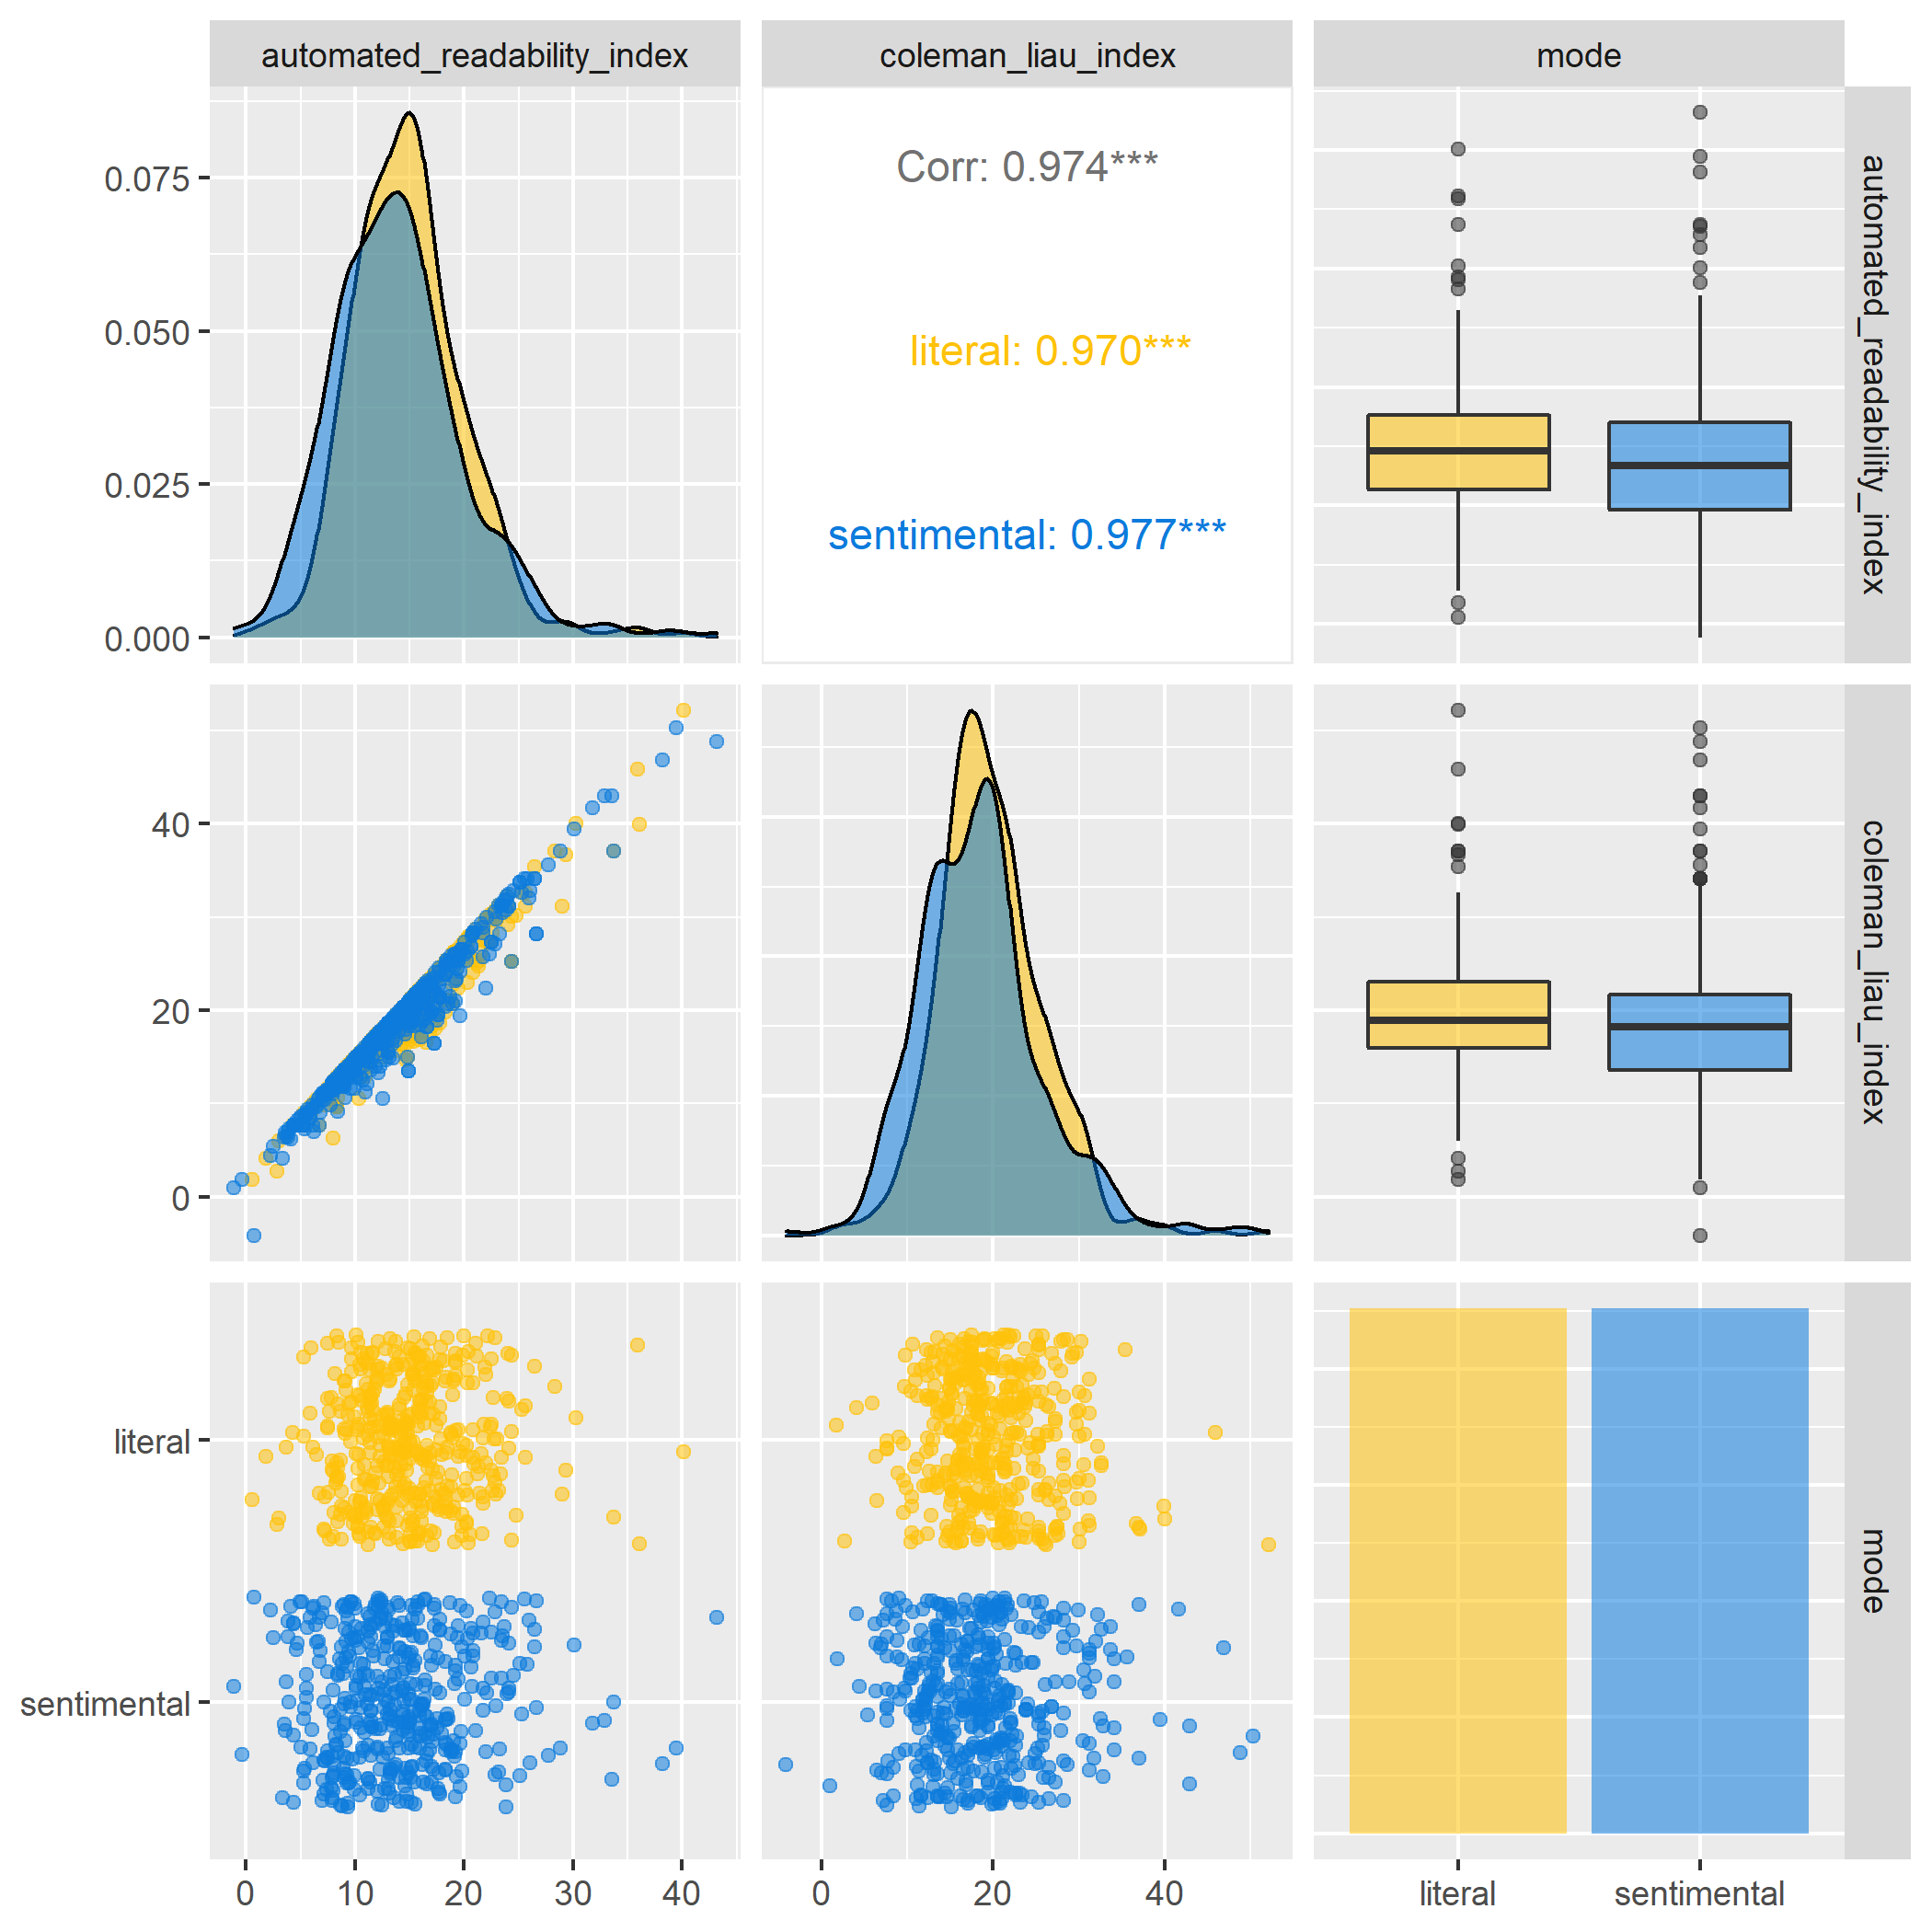 automated_readability_index
coleman_liau_index
mode
0.075
0.050
0.025
0.000
Corr: 0.974***
literal: 0.970***
sentimental: 0.977***
automated_readability_index
40
20
0
coleman_liau_index
literal
sentimental
mode
0 10 20 30 40
0 20 40
literal sentimental